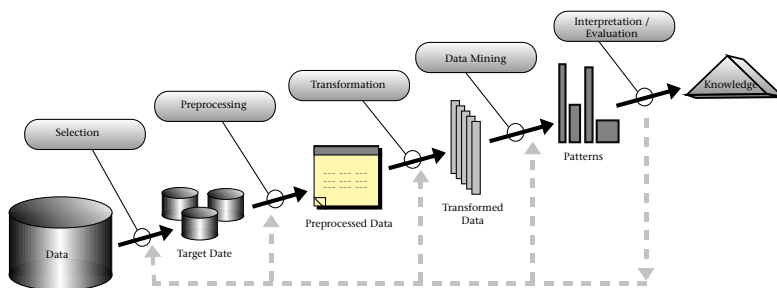 Interpretation /
Evaluation
Data Mining
Transformation
Preprocessing
Selection
Knowledge
Patterns
Transformed
Data
Preprocessed Data
Target Date
Data